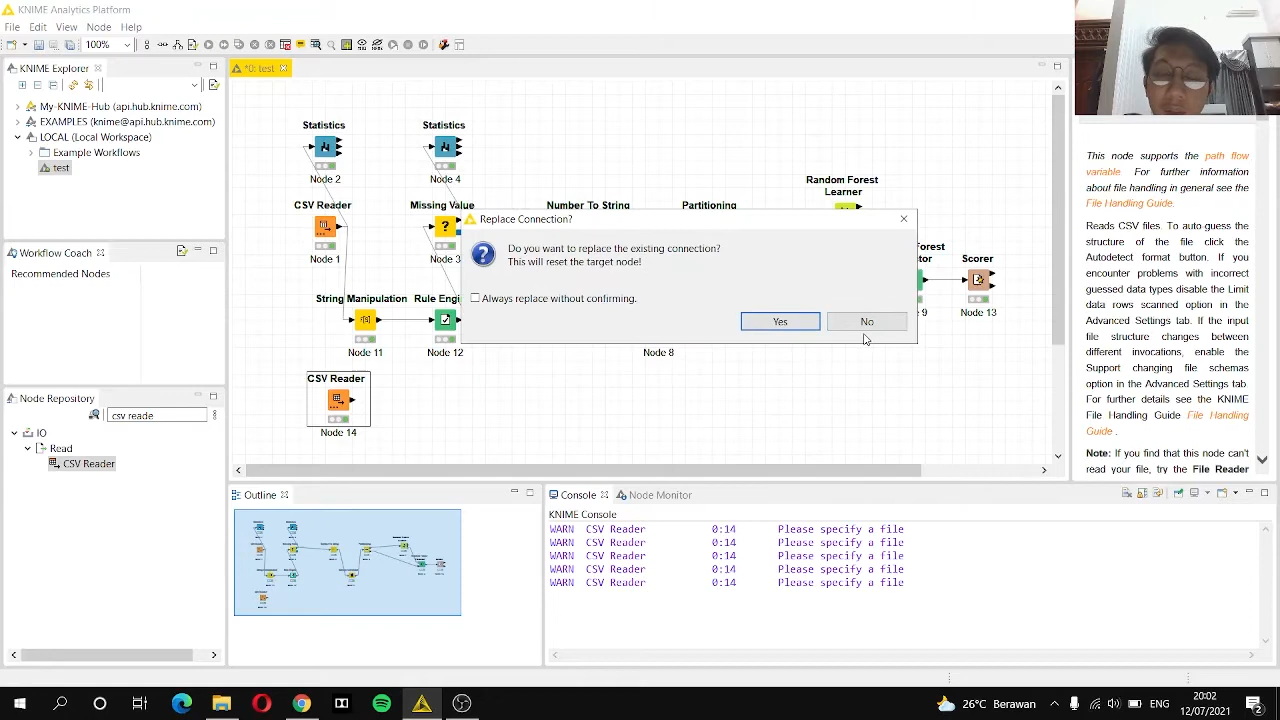 KNIME Analytics Platform
File Edit View Node Help
100%
KNIME Explorer
My-KNIME-Hub (api.hub.knime.com)
EXAMPLES (knime@api.hub.knime.com)
LOCAL (Local Workspace)
Example Workflows
test
Workflow Coach
Recommended Nodes
Node Repository
csv reade
IO
Read
CSV Reader
*0: test
Statistics
Node 2
Statistics
Node 4
CSV Reader
Node 1
Missing Value
Node 3
Number To String
Partitioning
Random Forest
Learner
Scorer
Node 13
String Manipulation
Node 11
Node 12
Node 8
CSV Reader
Node 14
Replace Connection?
Do you want to replace the existing connection?
This will reset the target node!
Always replace without confirming.
Yes
No
This node supports the path flow
variable For further information
about file handling in general see the
File Handling Guide.
Reads CSV files. To auto guess the
structure of the file click the
Autodetect format button. If you
encounter problems with incorrect
guessed data types disable the Limit
data rows scanned option in the
Advanced Settings tab. If the input
file structure changes between
different invocations, enable the
Support changing file schemas
option in the Advanced Settings tab.
For further details see the KNIME
File Handling Guide File Handling
Guide .
Note: If you find that this node can't
read your file, try the File Reader
Outline
Console
Node Monitor
KNIME Console
WARN CSV Reader 0:14 Please specify a file
WARN CSV Reader 0:14 Please specify a file
WARN CSV Reader 0:14 Please specify a file
WARN CSV Reader 0:14 Please specify a file
WARN CSV Reader 0:14 Please specify a file
26°C Berawan
ENG
20:02
12/07/2021
2